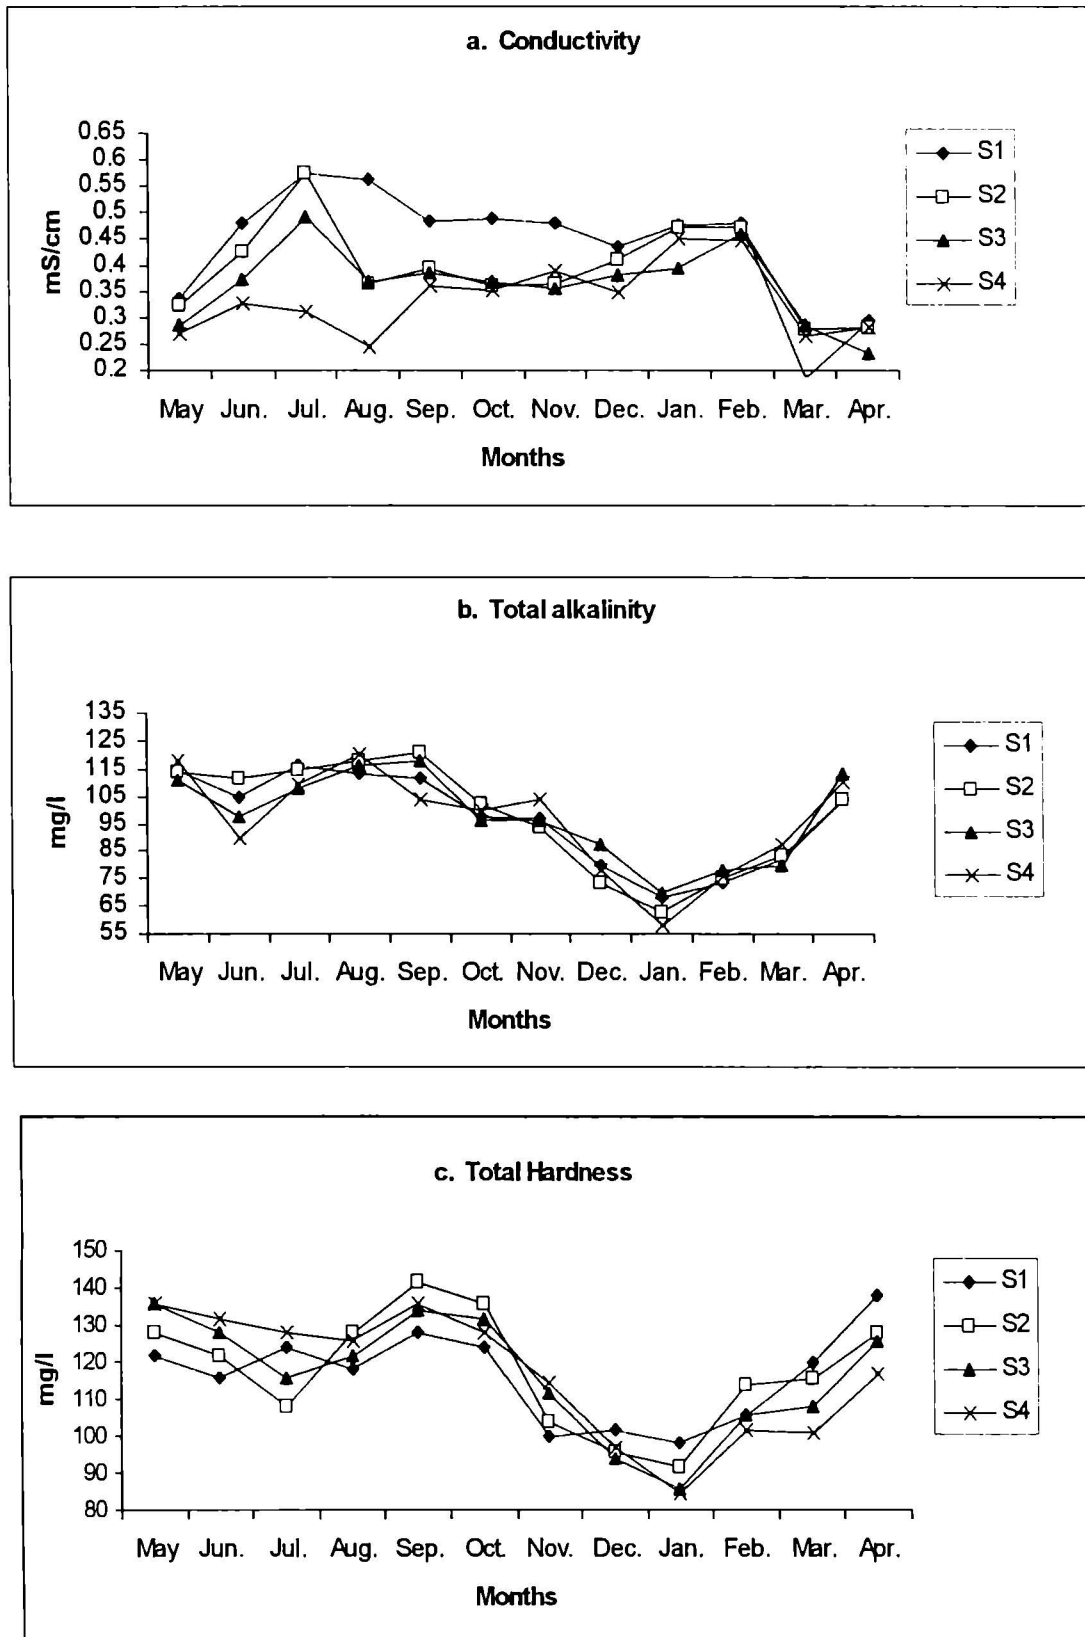 a. Conductivity
0.65
0.6
0.55
0.5
0.45
0.4
0.35
0.3
0.25
0.2
mS/cm
May Jun. Jul. Aug. Sep. Oct. Nov. Dec. Jan. Feb. Mar. Apr.
Months
S1
S2
S3
S4
b. Total alkalinity
135
125
115
105
95
85
75
65
55
mg/l
May Jun. Jul. Aug. Sep. Oct. Nov. Dec. Jan. Feb. Mar. Apr.
Months
S1
S2
S3
S4
c. Total Hardness
150
140
130
120
110
100
90
80
mg/l
May Jun. Jul. Aug. Sep. Oct Nov. Dec. Jan. Feb. Mar. Apr.
Months
S1
S2
S3
S4